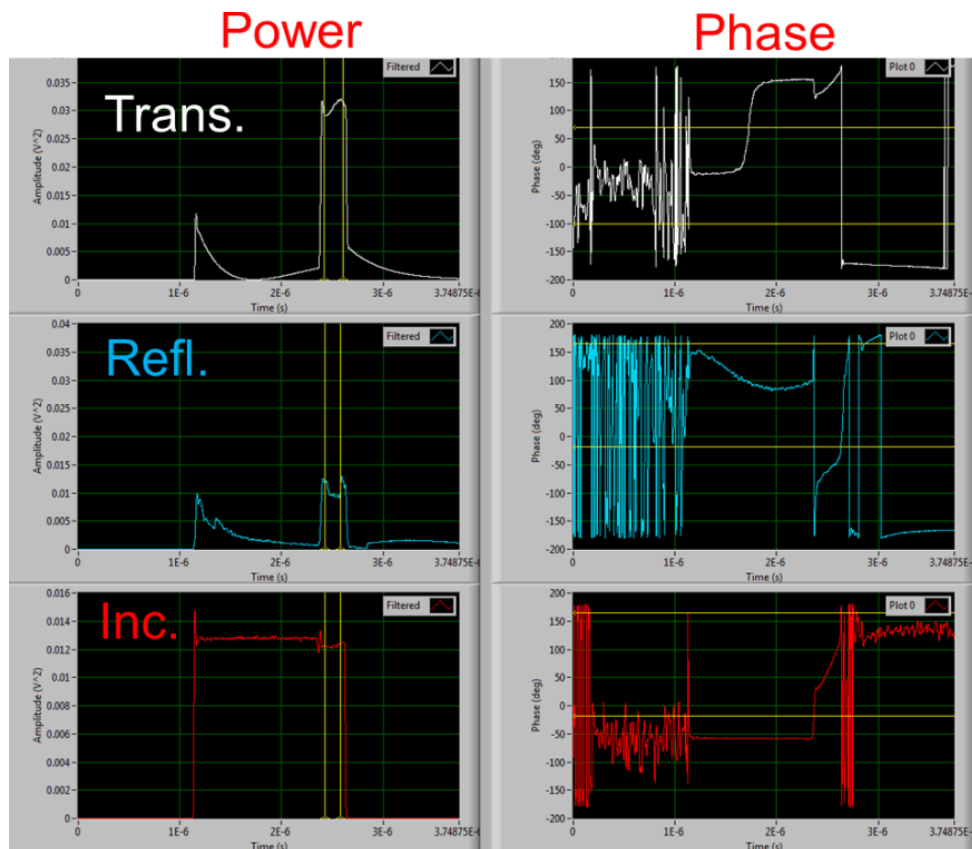 Power Phase
Filtered
Plot 0
Trans.
Amplitude (V^2)
0.035-
0.03-
0.025-
0.02-
0.015-
0.01-
0.005-
0-
0 1E-6 2E-6 3E-6 3.74875E-6
Time (s)
Phase (deg)
200-
150-
100-
50-
0-
-50-
-100-
-150-
-200-
0 1E-6 2E-6 3E-6 3.74875E-
Time (s)
Refl.
Filtered
Amplitude (V^2)
0.04-
0.035-
0.03-
0.025-
0.02-
0.015-
0.01-
0.005-
0-
0 1E-6 2E-6 3E-6 3.74875E-6
Time (s)
Plot 0
Phase (deg)
200-
150-
100-
50-
0-
-50-
-100-
-150-
-200-
0 1E-6 2E-6 3E-6 3.74875E-
Time (s)
Inc.
Filtered
Amplitude (V^2)
0.016-
0.014-
0.012-
0.01-
0.008-
0.006-
0.004-
0.002-
0-
0 1E-6 2E-6 3E-6 3.74875E-6
Time (s)
Plot 0
Phase (deg)
200-
150-
100-
50-
0-
-50-
-100-
-150-
-200-
0 1E-6 2E-6 3E-6 3.74875E-
Time (s)